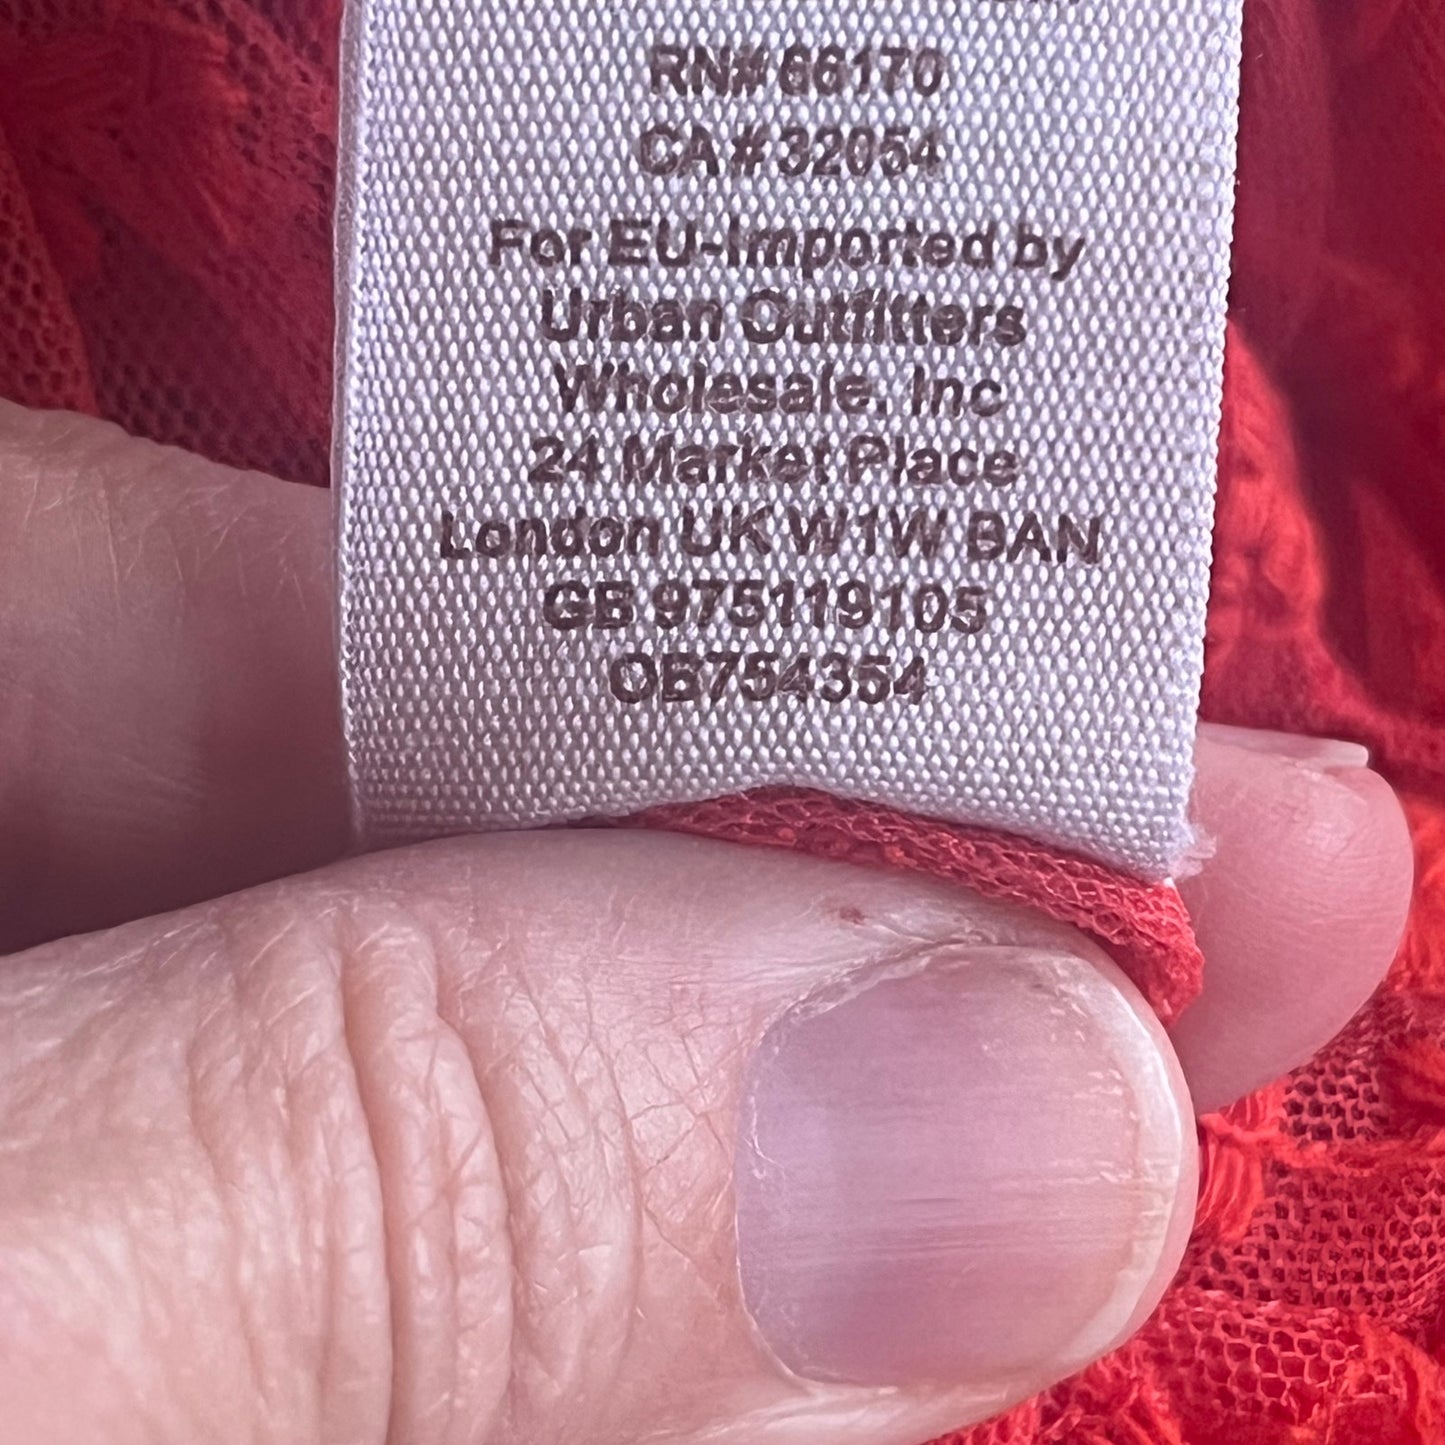 RN# 66170
CA # 32054
For EU-Imported by
Urban Outfitters
Wholesale, Inc
24 Market Place
London UK W1W BAN
GB 975119105
OB754354